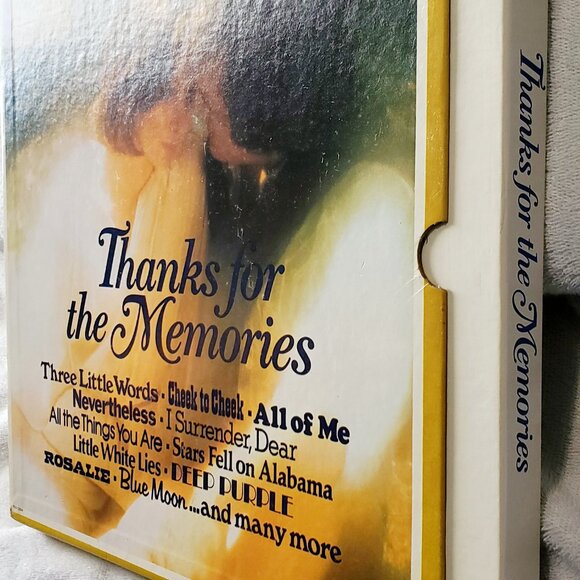 Thanks for
the Memories
Three Little Words • Cheek to Cheek • All of Me
Nevertheless • I Surrender, Dear
All the Things You Are • Stars Fell on Alabama
Little White Lies • DEEP PURPLE
ROSALIE • Blue Moon ...and many more
Thanks for the Memories